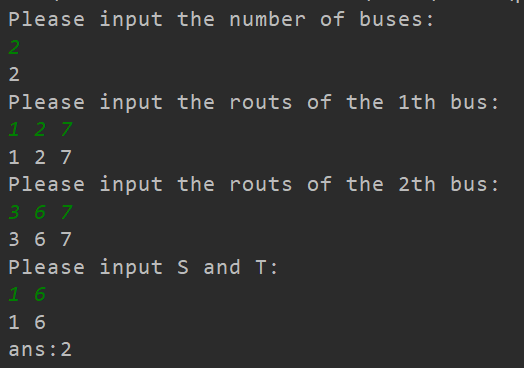 Please input the number of buses:
2
2
Please input the routs of the 1th bus:
1 2 7
1 2 7
Please input the routs of the 2th bus:
3 6 7
3 6 7
Please input S and T:
1 6
1 6
ans:2